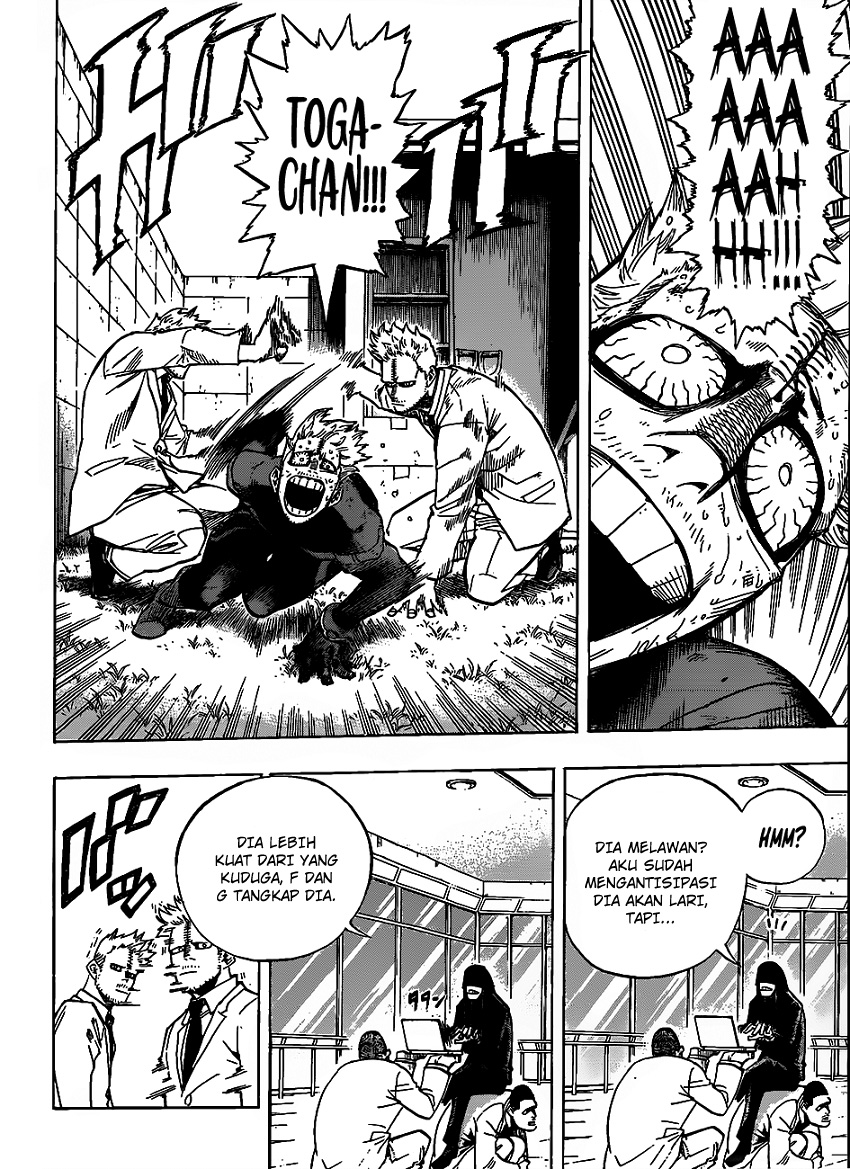 AAA
AAA
AAH
HH!!!
TOGA-
CHAN!!!
HMM?
DIA MELAWAN?
AKU SUDAH
MENGANTISIPASI
DIA AKAN LARI,
TAPI...
DIA LEBIH
KUAT DARI YANG
KUDUGA, F DAN
G TANGKAP DIA.